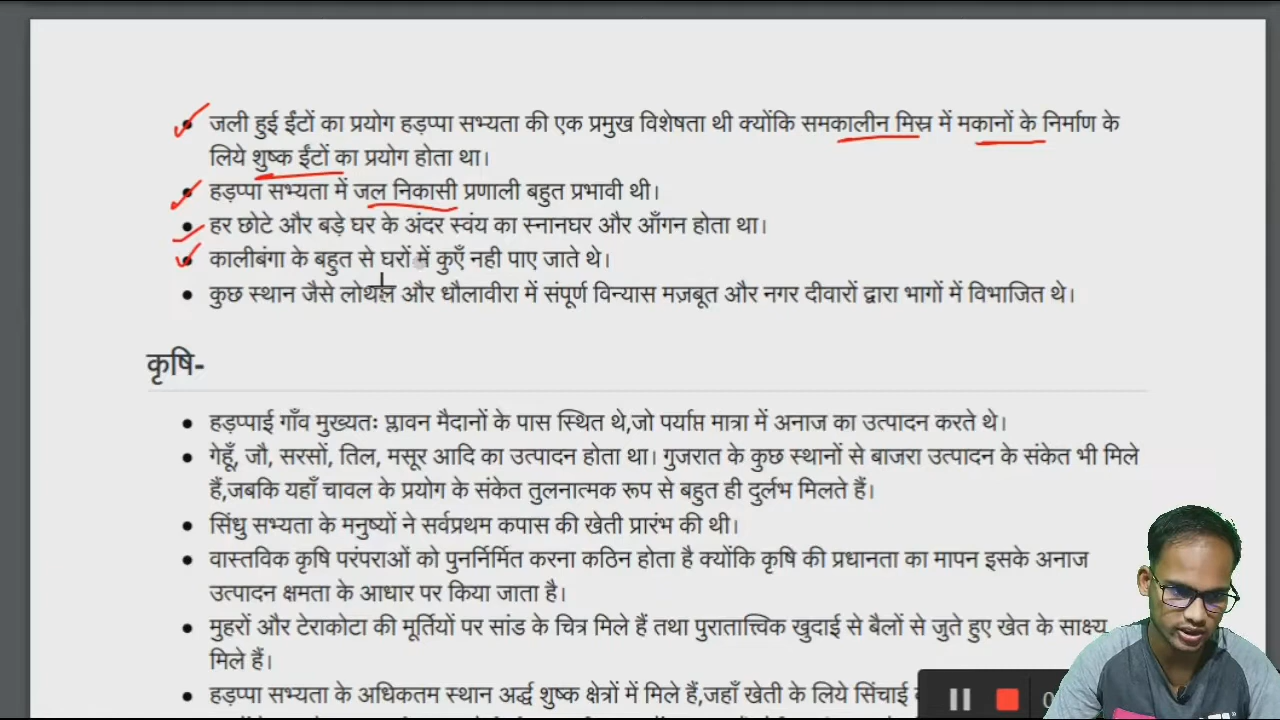 जली हुई ईंटों का प्रयोग हड़प्पा सभ्यता की एक प्रमुख विशेषता थी क्योंकि समकालीन मिस्र में मकानों के निर्माण के
लिये शुष्क ईंटों का प्रयोग होता था।
हड़प्पा सभ्यता में जल निकासी प्रणाली बहुत प्रभावी थी।
हर छोटे और बड़े घर के अंदर स्वंय का स्नानघर और आँगन होता था।
कालीबंगा के बहुत से घरों में कुएँ नही पाए जाते थे।
कुछ स्थान जैसे लोथल और धौलावीरा में संपूर्ण विन्यास मज़बूत और नगर दीवारों द्वारा भागों में विभाजित थे।
कृषि-
हड़प्पाई गाँव मुख्यतः प्लावन मैदानों के पास स्थित थे,जो पर्याप्त मात्रा में अनाज का उत्पादन करते थे।
गेहूँ, जौ, सरसों, तिल, मसूर आदि का उत्पादन होता था। गुजरात के कुछ स्थानों से बाजरा उत्पादन के संकेत भी मिले
हैं,जबकि यहाँ चावल के प्रयोग के संकेत तुलनात्मक रूप से बहुत ही दुर्लभ मिलते हैं।
सिंधु सभ्यता के मनुष्यों ने सर्वप्रथम कपास की खेती प्रारंभ की थी।
वास्तविक कृषि परंपराओं को पुनर्निर्मित करना कठिन होता है क्योंकि कृषि की प्रधानता का मापन इसके अनाज
उत्पादन क्षमता के आधार पर किया जाता है।
मुहरों और टेराकोटा की मूर्तियों पर सांड के चित्र मिले हैं तथा पुरातात्त्विक खुदाई से बैलों से जुते हुए खेत के साक्ष्य
मिले हैं।
हड़प्पा सभ्यता के अधिकतम स्थान अर्द्ध शुष्क क्षेत्रों में मिले हैं,जहाँ खेती के लिये सिंचाई